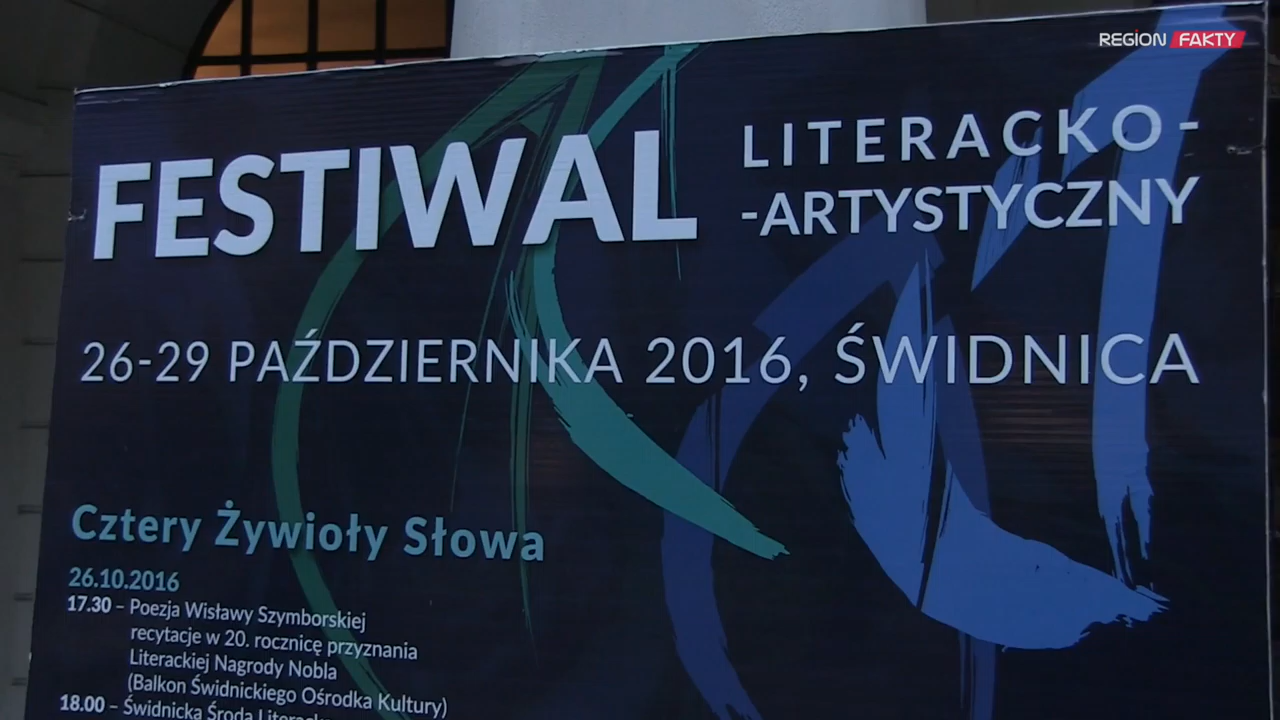 REGION FAKTY
FESTIWAL LITERACKO-
-ARTYSTYCZNY
26-29 PAŹDZIERNIKA 2016, ŚWIDNICA
Cztery Żywioły Słowa
26.10.2016
17.30 – Poezja Wisławy Szymborskiej
recytacje w 20. rocznicę przyznania
Literackiej Nagrody Nobla
(Balkon Świdnickiego Ośrodka Kultury)
18.00 – Świdnicka Środa